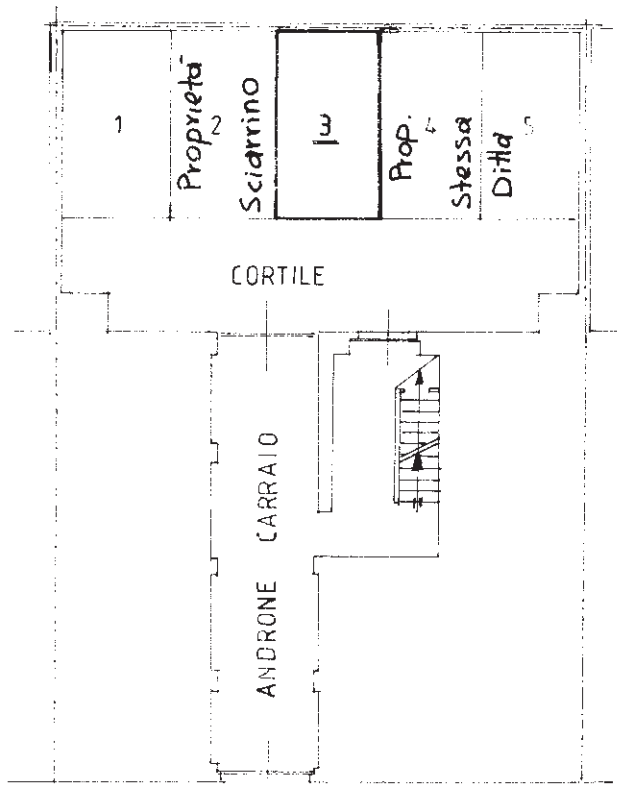 1
Proprietà
2
Sciarrino
3
Prop.
4
Stessa
Ditta
5
CORTILE
ANDRONE CARRAIO